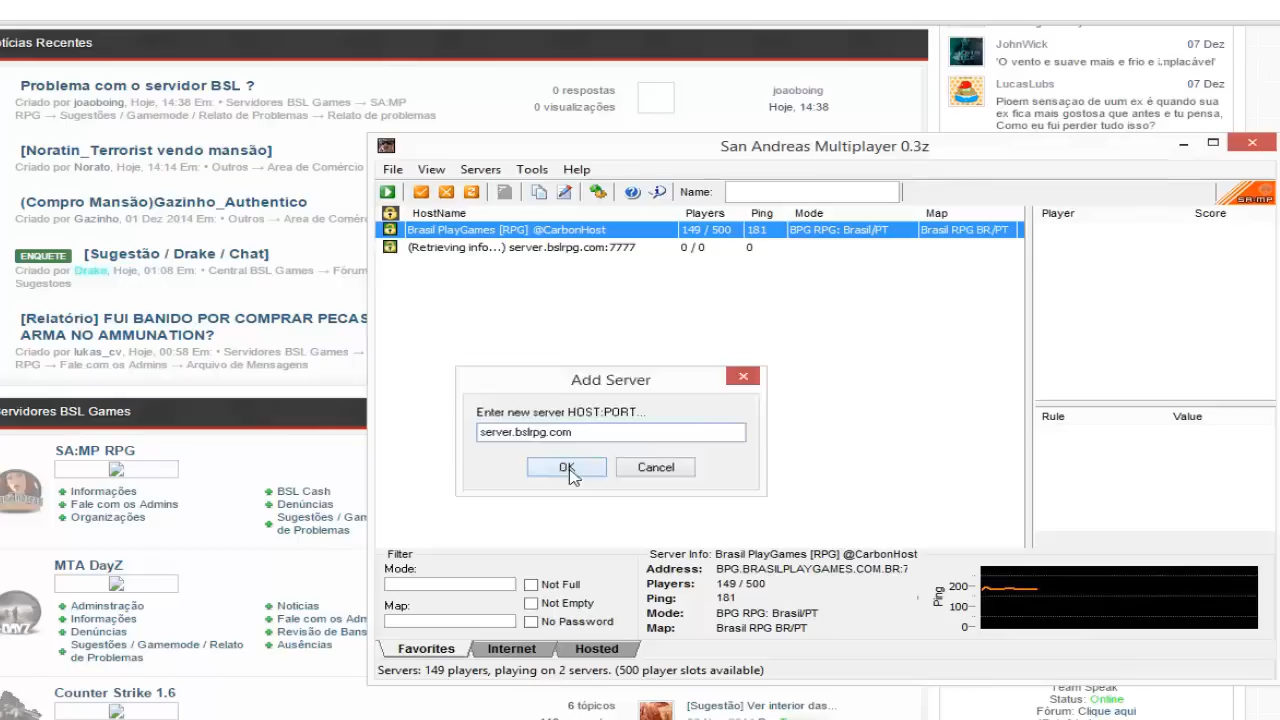 otícias Recentes
Problema com o servidor BSL ?
Criado por joaoboing, Hoje, 14:38 Em: • Servidores BSL Games → SA:MP
RPG → Sugestões / Gamemode / Relato de Problemas → Relato de problemas
0 respostas
0 visualizações
joaoboing
Hoje, 14:38
[Noratin_Terrorist vendo mansão]
Criado por Norato, Hoje, 14:14 Em: • Outros → Area de Comércio
(Compro Mansão)Gazinho_Authentico
Criado por Gazinho, 01 Dez 2014 Em: • Outros → Area de Comérc
ENQUETE
[Sugestão / Drake / Chat]
Criado por Drake, Hoje, 01:08 Em: • Central BSL Games → Fórum
Sugestoes
[Relatório] FUI BANIDO POR COMPRAR PECAS
ARMA NO AMMUNATION?
Criado por lukas_cv, Hoje, 00:58 Em: • Servidores BSL Games →
RPG → Fale com os Admins → Arquivo de Mensagens
ervidores BSL Games
SA:MP RPG
Informações
Fale com os Admins
Organizações
BSL Cash
Denúncias
Sugestões / Gam
de Problemas
MTA DayZ
Adminstração
Informações
Denúncias
Sugestões / Gamemode / Relato
de Problemas
Noticias
Fale com os Adm
Revisão de Bans
Ausências
Counter Strike 1.6
JohnWick
07 Dez
'O vento e suave mais e frio e implacável'
LucasLubs
07 Dez
Pioem sensaçao de uum ex é quando sua
ex fica mais gostosa que antes e tu pensa,
Como eu fui perder tudo isso?
San Andreas Multiplayer 0.3z
File View Servers Tools Help
Name:
SA:MP
HostName Players Ping Mode Map
Brasil PlayGames [RPG] @CarbonHost 149 / 500 181 BPG RPG: Brasil/PT Brasil RPG BR/PT
(Retrieving info...) server.bslrpg.com:7777 0 / 0 0
Player Score
Rule Value
Add Server
Enter new server HOST:PORT...
server.bslrpg.com
OK
Cancel
Filter
Mode:
Map:
Not Full
Not Empty
No Password
Server Info: Brasil PlayGames [RPG] @CarbonHost
Address: BPG.BRASILPLAYGAMES.COM.BR:7
Players: 149 / 500
Ping: 181
Mode: BPG RPG: Brasil/PT
Map: Brasil RPG BR/PT
Ping
200
100
0
Favorites Internet Hosted
Servers: 149 players, playing on 2 servers. (500 player slots available)
6 tópicos
[Sugestão] Ver interior das...
Team Speak
Status: Online
Fórum: Clique aqui